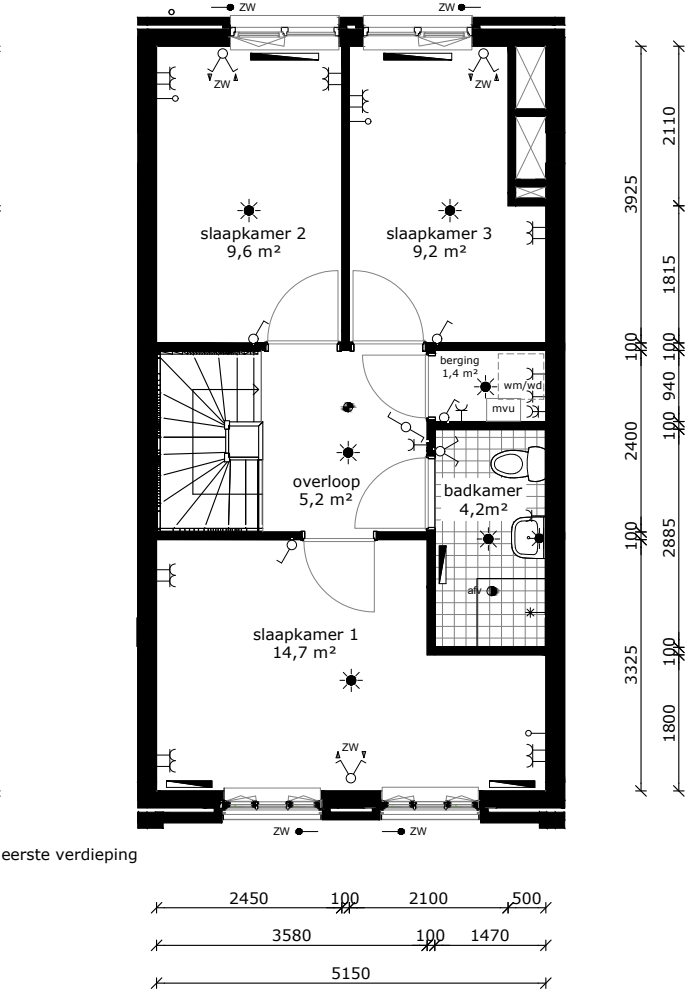 ZW
ZW
ZW
ZW
slaapkamer 2
9,6 m²
slaapkamer 3
9,2 m²
berging
1,4 m²
wm/wd
mvu
overloop
5,2 m²
badkamer
4,2m²
afv
slaapkamer 1
14,7 m²
ZW
ZW
ZW
eerste verdieping
3925
100
2400
100
3325
2110
1815
100
940
100
2885
100
1800
2450
100
2100
500
3580
100
1470
5150